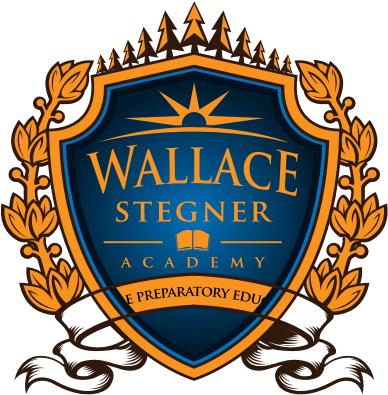 WALLACE
STEGNER
ACADEMY
E PREPARATORY EDU